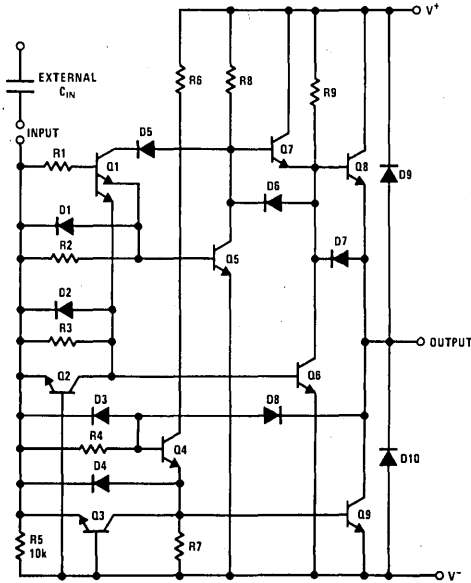 V+
EXTERNAL
CIN
INPUT
R6
R8
R9
D5
R1
Q1
Q7
Q8
D9
D1
D6
R2
Q5
D7
D2
R3
OUTPUT
Q2
Q6
D3
D8
R4
Q4
D10
D4
Q3
Q9
R5
10k
R7
V-